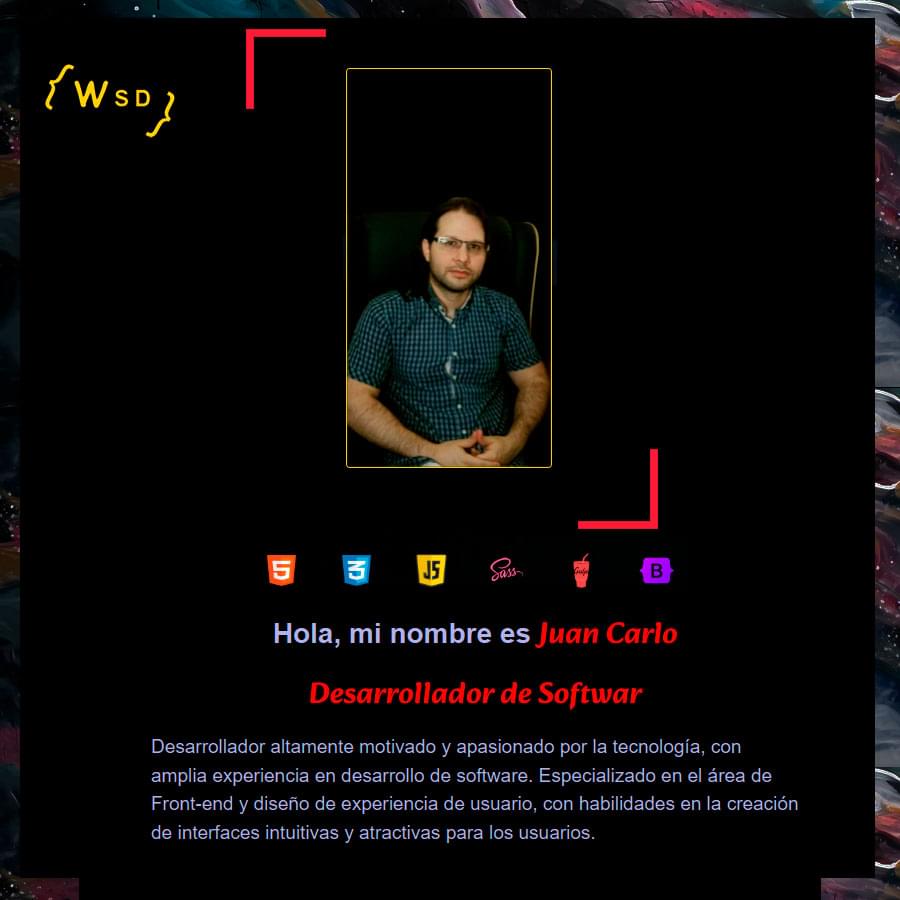 { W S D }
5
3
JS
Sass
Gulp
B
Hola, mi nombre es Juan Carlo
Desarrollador de Softwar
Desarrollador altamente motivado y apasionado por la tecnología, con
amplia experiencia en desarrollo de software. Especializado en el área de
Front-end y diseño de experiencia de usuario, con habilidades en la creación
de interfaces intuitivas y atractivas para los usuarios.